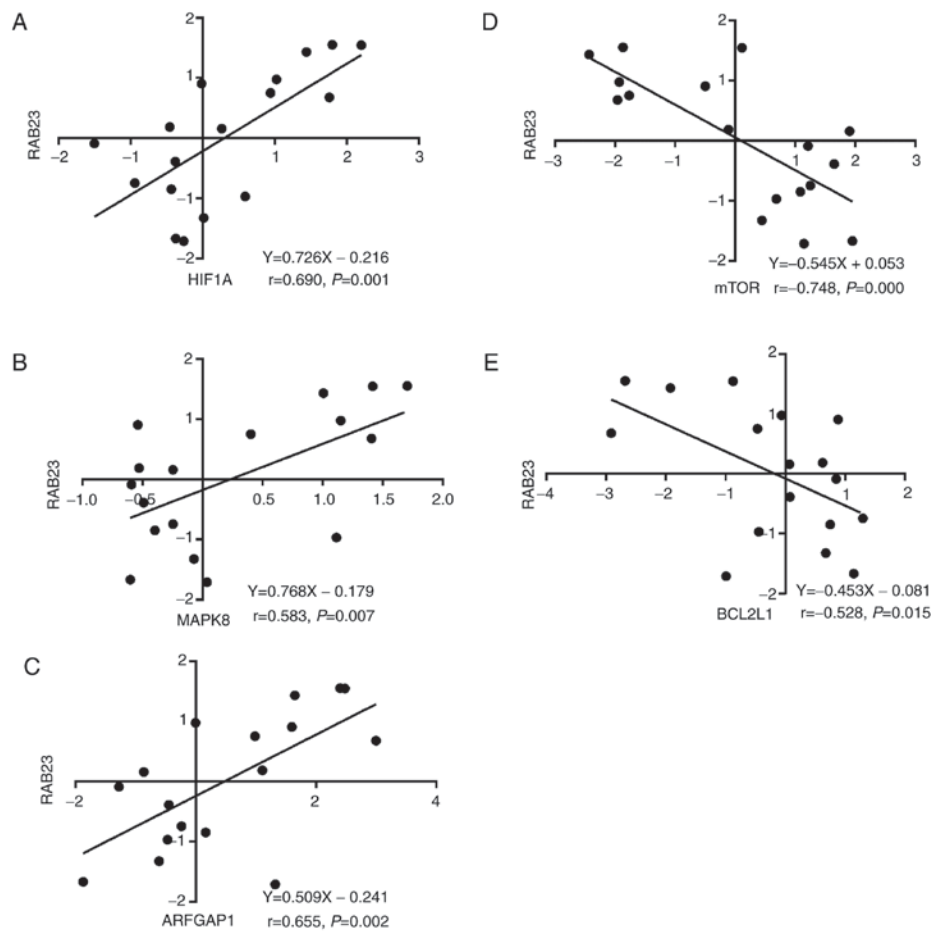 A
2
1
RAB23
−2
−1
1
2
3
−1
−2
Y=0.726X − 0.216
HIF1A
r=0.690, P=0.001
D
2
1
RAB23
−3
−2
−1
1
2
3
−1
−2
Y=−0.545X + 0.053
mTOR
r=−0.748, P=0.000
B
2
1
RAB23
−1.0
−0.5
0.5
1.0
1.5
2.0
−1
−2
Y=0.768X − 0.179
MAPK8
r=0.583, P=0.007
E
2
1
RAB23
−4
−3
−2
−1
1
2
−1
−2
Y=−0.453X − 0.081
BCL2L1
r=−0.528, P=0.015
C
2
1
RAB23
−2
2
4
−1
−2
Y=0.509X − 0.241
ARFGAP1
r=0.655, P=0.002